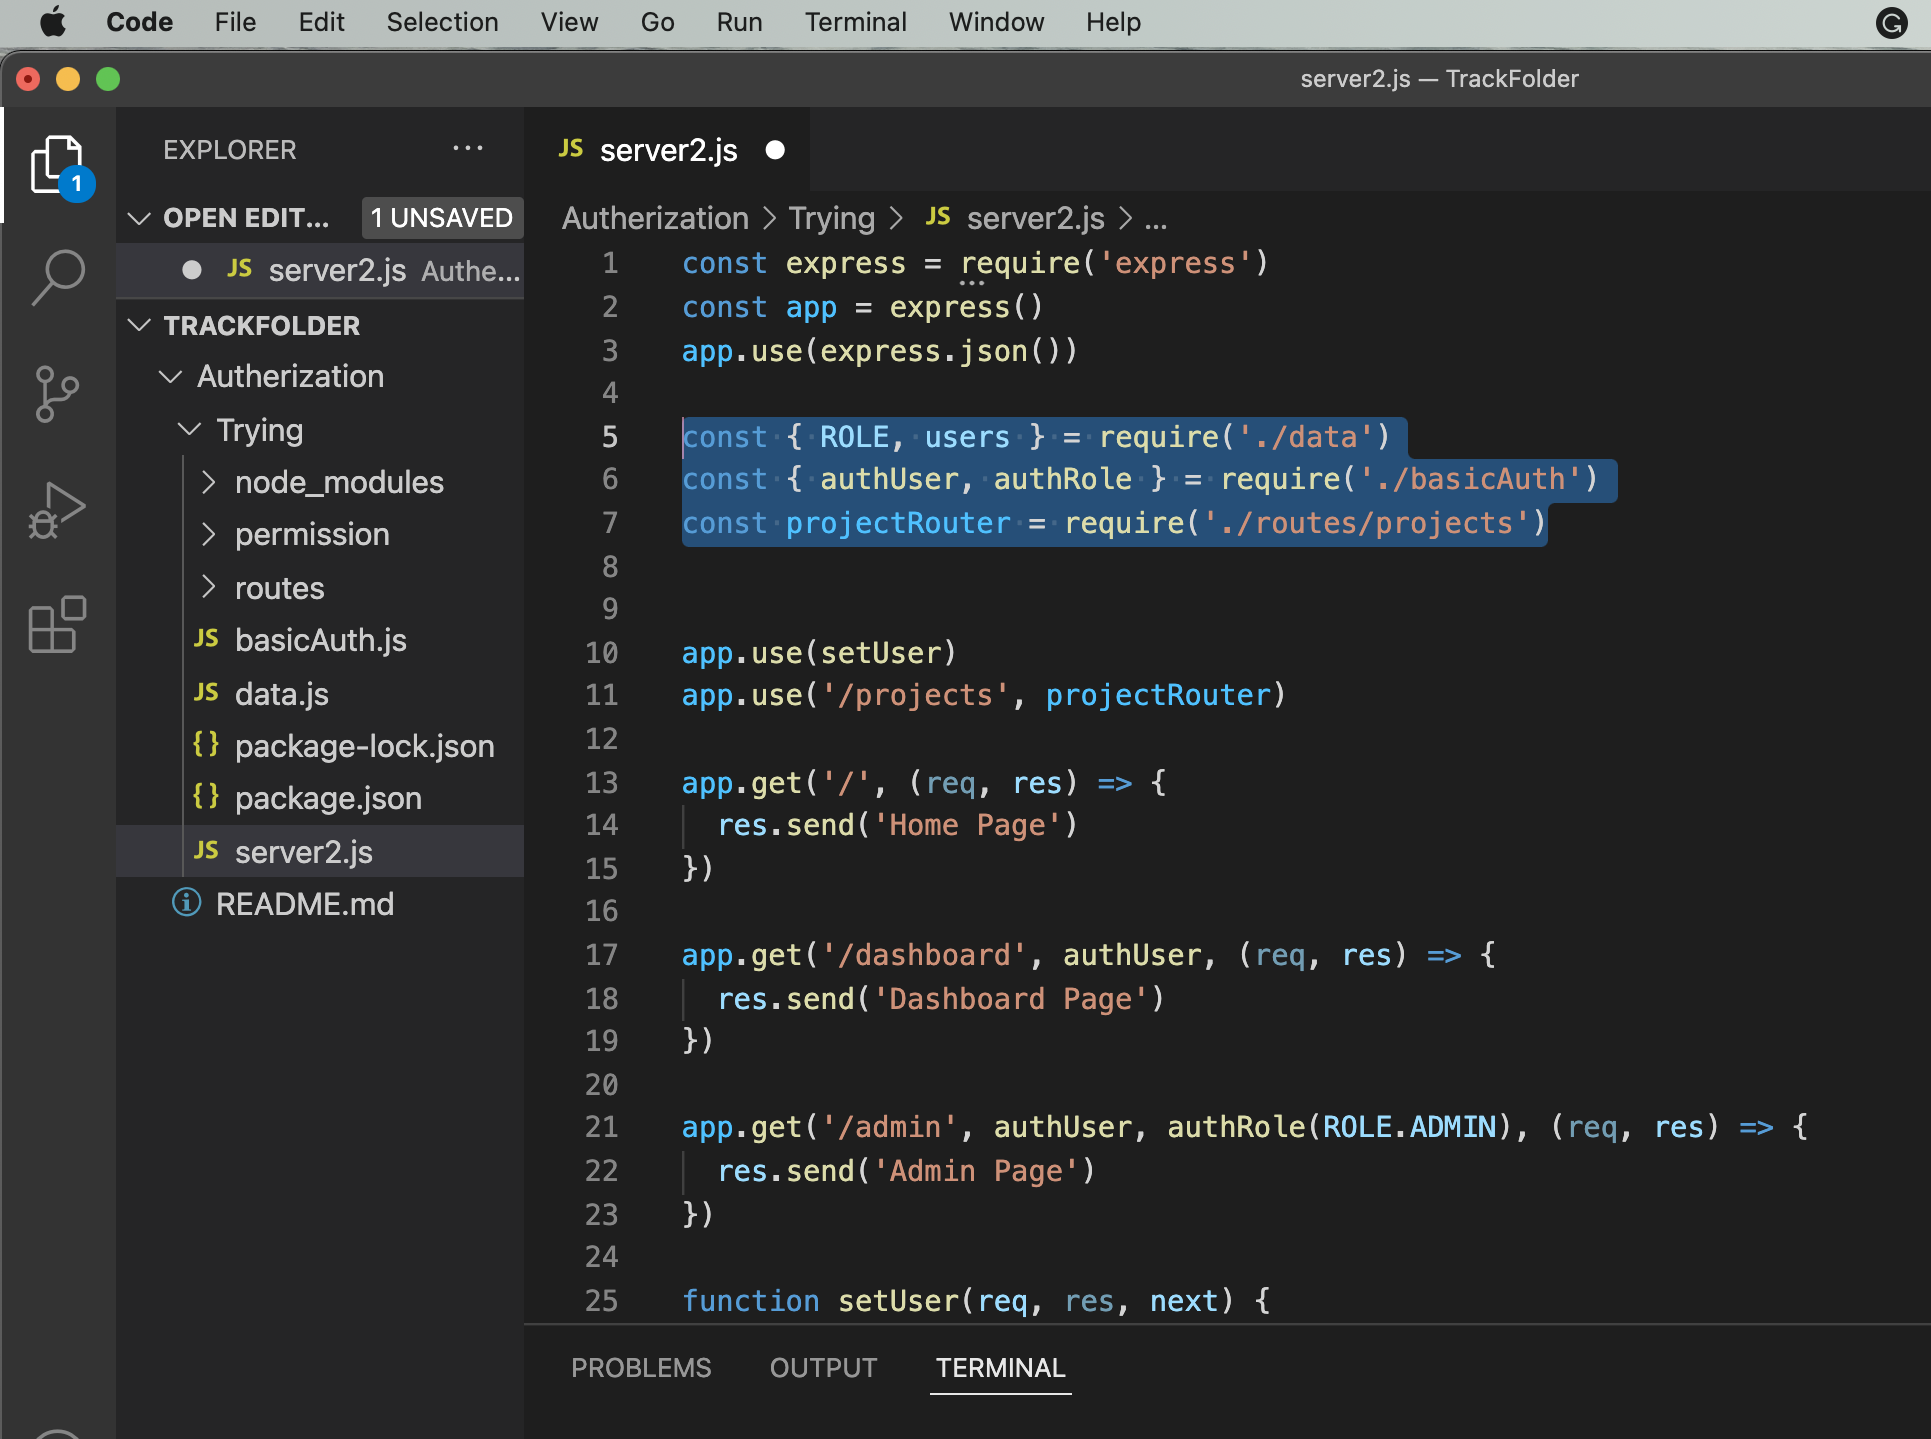 Code File Edit Selection View Go Run Terminal Window Help
server2.js — TrackFolder
EXPLORER ...
1
OPEN EDIT... 1 UNSAVED
JS server2.js Authe...
TRACKFOLDER
Autherization
Trying
node_modules
permission
routes
JS basicAuth.js
JS data.js
{} package-lock.json
{} package.json
JS server2.js
README.md
JS server2.js
Autherization > Trying > JS server2.js > ...
1 const express = require('express')
2 const app = express()
3 app.use(express.json())
4
5 const { ROLE, users } = require('./data')
6 const { authUser, authRole } = require('./basicAuth')
7 const projectRouter = require('./routes/projects')
8
9
10 app.use(setUser)
11 app.use('/projects', projectRouter)
12
13 app.get('/', (req, res) => {
14 res.send('Home Page')
15 })
16
17 app.get('/dashboard', authUser, (req, res) => {
18 res.send('Dashboard Page')
19 })
20
21 app.get('/admin', authUser, authRole(ROLE.ADMIN), (req, res) => {
22 res.send('Admin Page')
23 })
24
25 function setUser(req, res, next) {
PROBLEMS OUTPUT TERMINAL